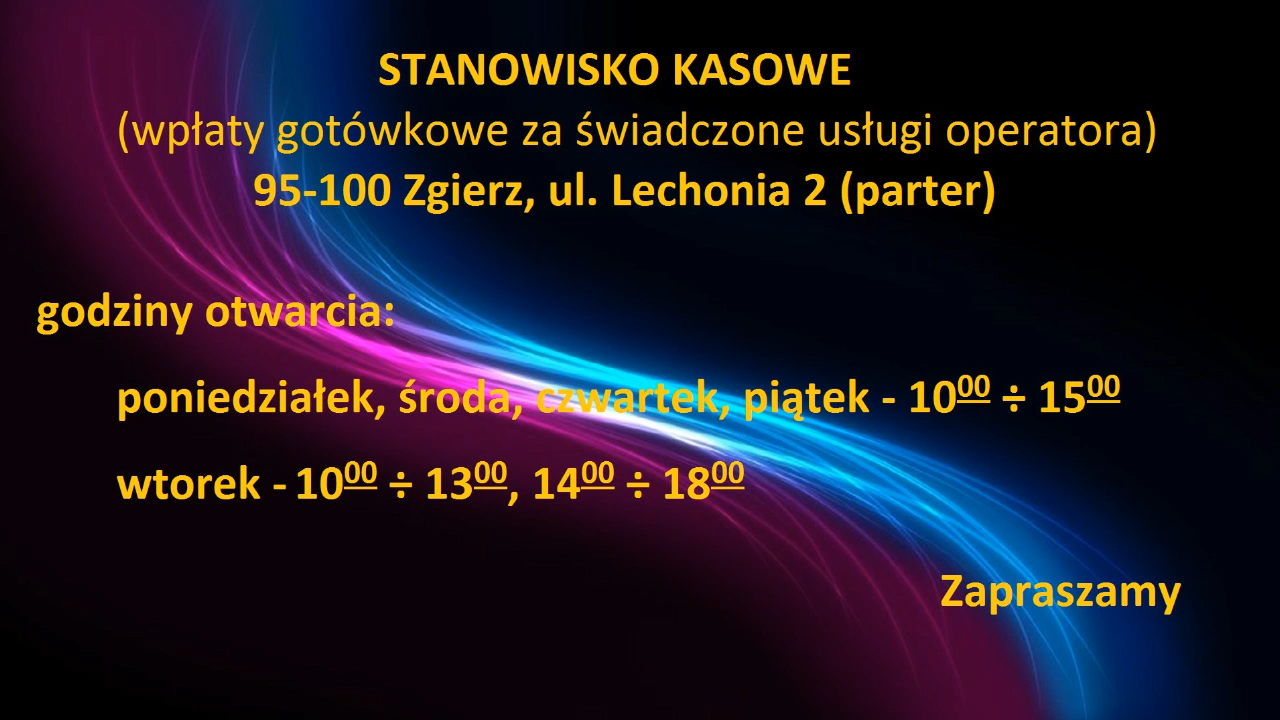 STANOWISKO KASOWE
(wpłaty gotówkowe za świadczone usługi operatora)
95-100 Zgierz, ul. Lechonia 2 (parter)
godziny otwarcia:
poniedziałek, środa, czwartek, piątek - 10⁰⁰ ÷ 15⁰⁰
wtorek - 10⁰⁰ ÷ 13⁰⁰, 14⁰⁰ ÷ 18⁰⁰
Zapraszamy